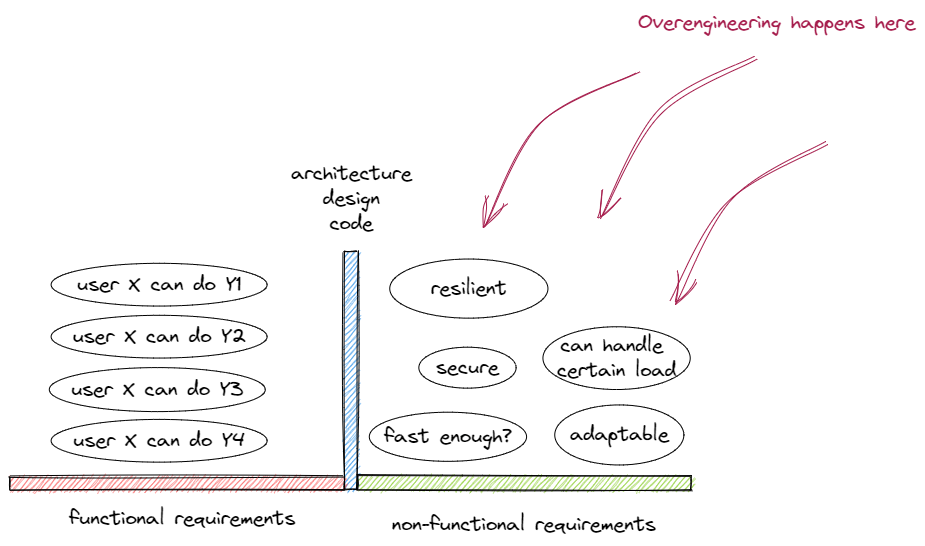 Overengineering happens here
architecture
design
code
user X can do Y1
user X can do Y2
user X can do Y3
user X can do Y4
resilient
can handle
certain load
secure
fast enough?
adaptable
functional requirements
non-functional requirements